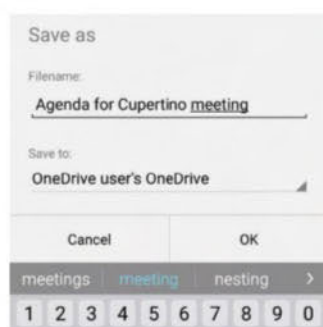 Save as
Filename:
Agenda for Cupertino meeting
Save to:
OneDrive user's OneDrive
Cancel OK
meetings meeting nesting >
1 2 3 4 5 6 7 8 9 0